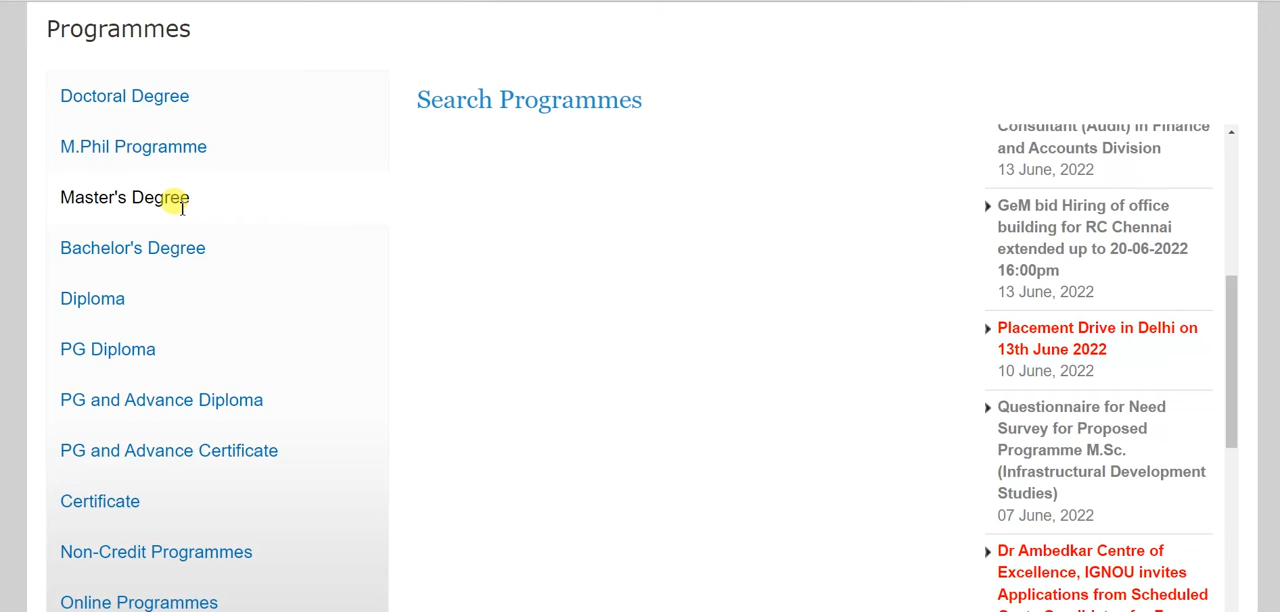 Programmes
Doctoral Degree
M.Phil Programme
Master's Degree
Bachelor's Degree
Diploma
PG Diploma
PG and Advance Diploma
PG and Advance Certificate
Certificate
Non-Credit Programmes
Online Programmes
Search Programmes
Consultant (Audit) in Finance
and Accounts Division
13 June, 2022
GeM bid Hiring of office
building for RC Chennai
extended up to 20-06-2022
16:00pm
13 June, 2022
Placement Drive in Delhi on
13th June 2022
10 June, 2022
Questionnaire for Need
Survey for Proposed
Programme M.Sc.
(Infrastructural Development
Studies)
07 June, 2022
Dr Ambedkar Centre of
Excellence, IGNOU invites
Applications from Scheduled